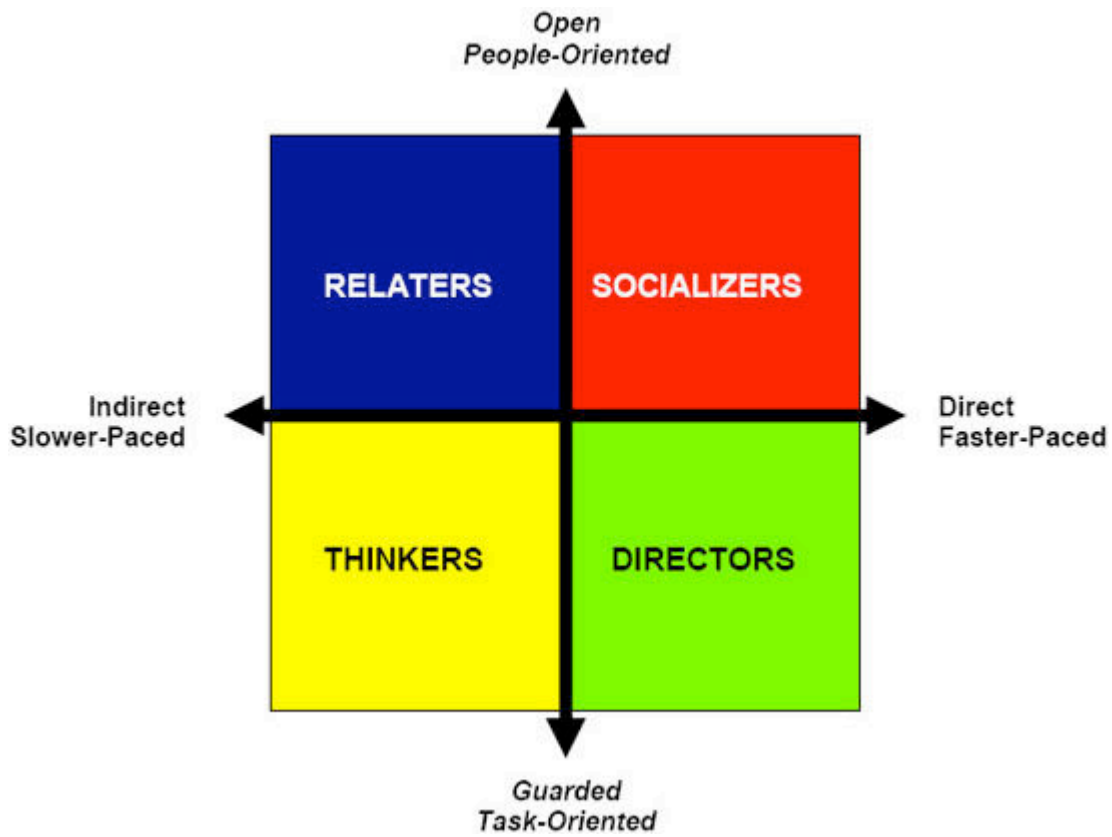 Open
People-Oriented
RELATERS
SOCIALIZERS
Indirect
Slower-Paced
Direct
Faster-Paced
THINKERS
DIRECTORS
Guarded
Task-Oriented